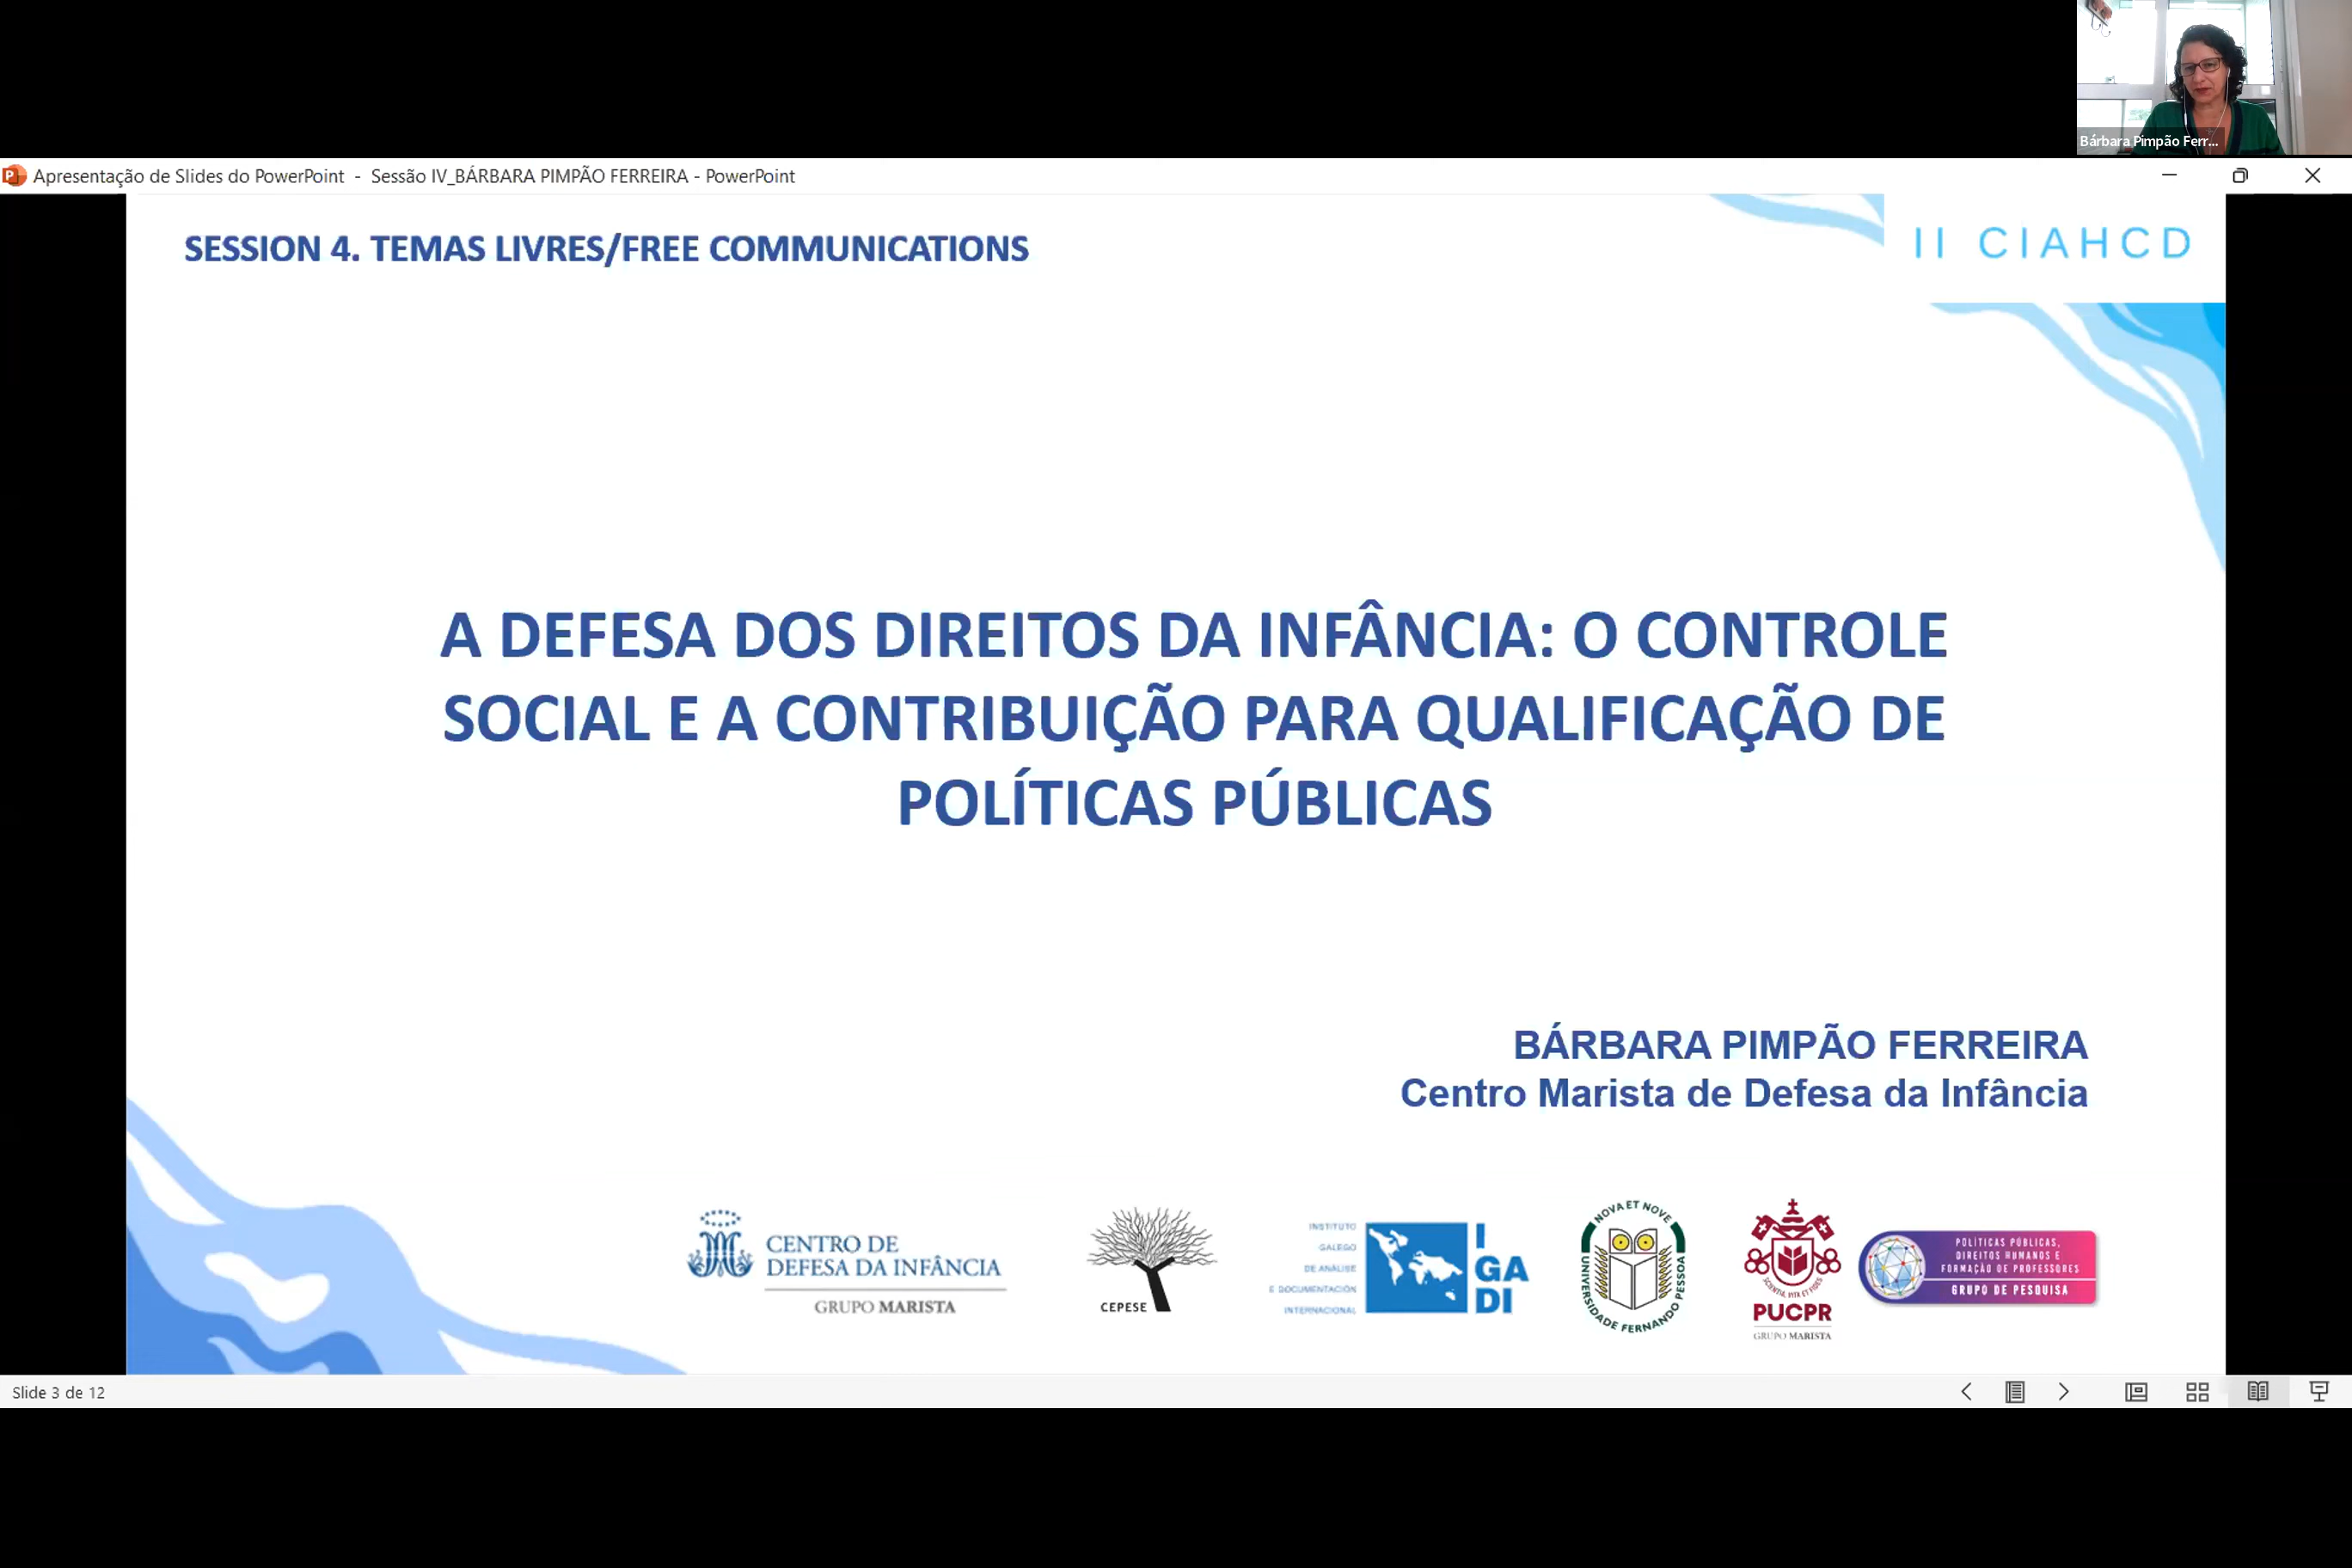 Bárbara Pimpão Ferr...
Apresentação de Slides do PowerPoint - Sessão IV_BÁRBARA PIMPÃO FERREIRA - PowerPoint
SESSION 4. TEMAS LIVRES/FREE COMMUNICATIONS
II CIAHCD
A DEFESA DOS DIREITOS DA INFÂNCIA: O CONTROLE
SOCIAL E A CONTRIBUIÇÃO PARA QUALIFICAÇÃO DE
POLÍTICAS PÚBLICAS
BÁRBARA PIMPÃO FERREIRA
Centro Marista de Defesa da Infância
CENTRO DE
DEFESA DA INFÂNCIA
GRUPO MARISTA
CEPESE
INSTITUTO
GALEGO
DE ANÁLISE
E DOCUMENTACIÓN
INTERNACIONAL
I
GA
DI
NOVA ET NOVE
UNIVERSIDADE FERNANDO PESSOA
SCIENTIA, VITA ET FIDES
PUCPR
GRUPO MARISTA
POLÍTICAS PÚBLICAS,
DIREITOS HUMANOS E
FORMAÇÃO DE PROFESSORES
GRUPO DE PESQUISA
Slide 3 de 12